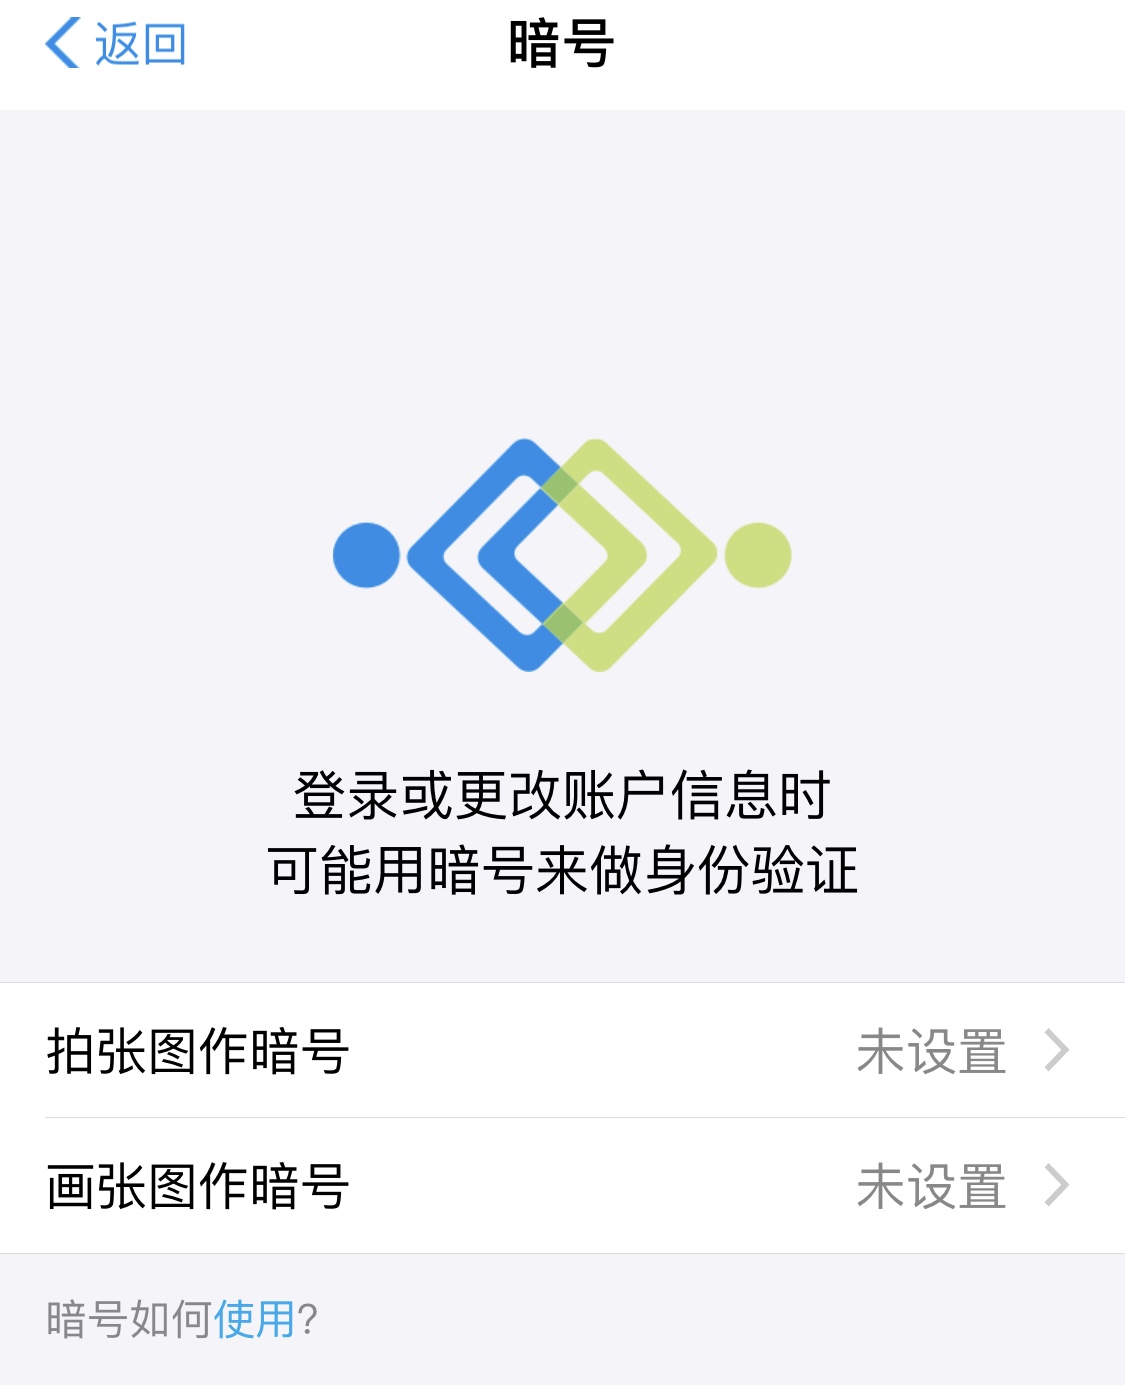 返回
暗号
登录或更改账户信息时
可能用暗号来做身份验证
拍张图作暗号 未设置
画张图作暗号 未设置
暗号如何使用?